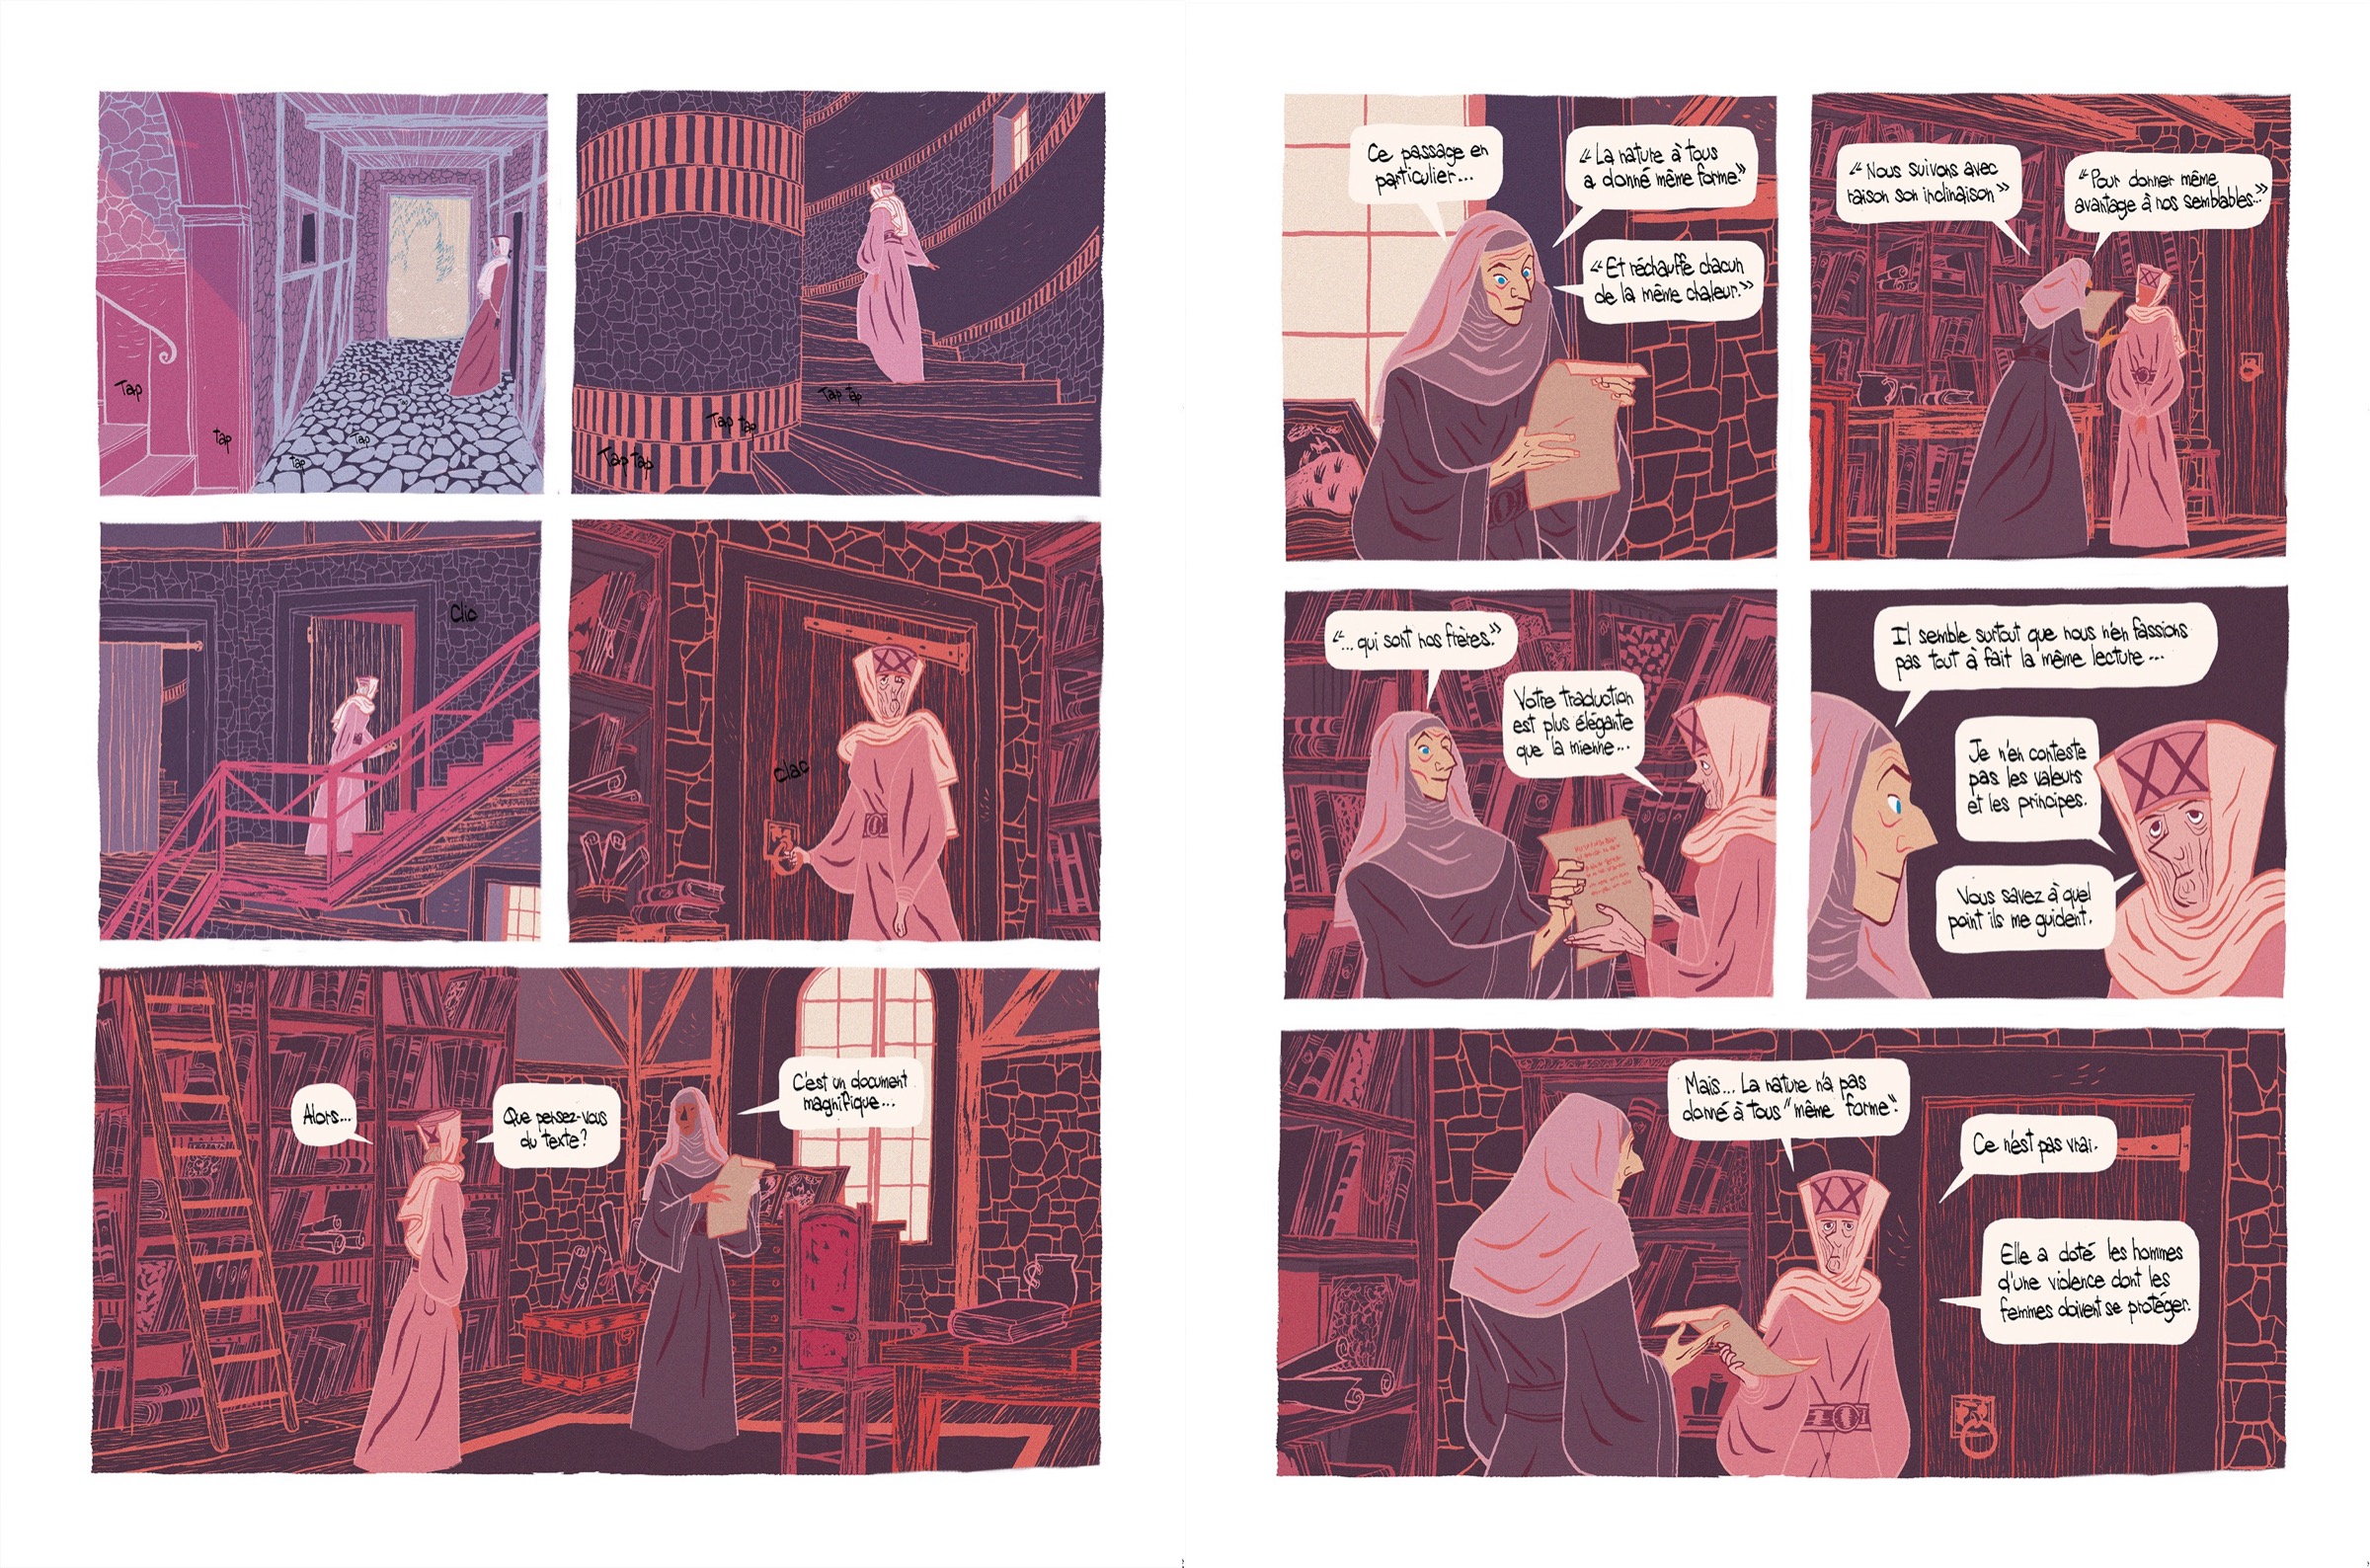 Tap
tap
tap
tap
tap
Tap tap
Tap tap
Tap tap
Clic
Clac
Alors...
Que pensez-vous
du texte?
C'est un document
magnifique...
Ce passage en
particulier...
"La nature à tous
a donné même forme."
"Et réchauffe chacun
de la même chaleur."
"Nous suivons avec
raison son inclinaison"
"Pour donner même
avantage à nos semblables..."
"... qui sont nos frères."
Votre traduction
est plus élégante
que la mienne...
Il semble surtout que nous n'en fassions
pas tout à fait la même lecture...
Je n'en conteste
pas les valeurs
et les principes.
Vous savez à quel
point ils me guident.
Mais... La nature n'a pas
donné à tous "même forme".
Ce n'est pas vrai.
Elle a doté les hommes
d'une violence dont les
femmes doivent se protéger.